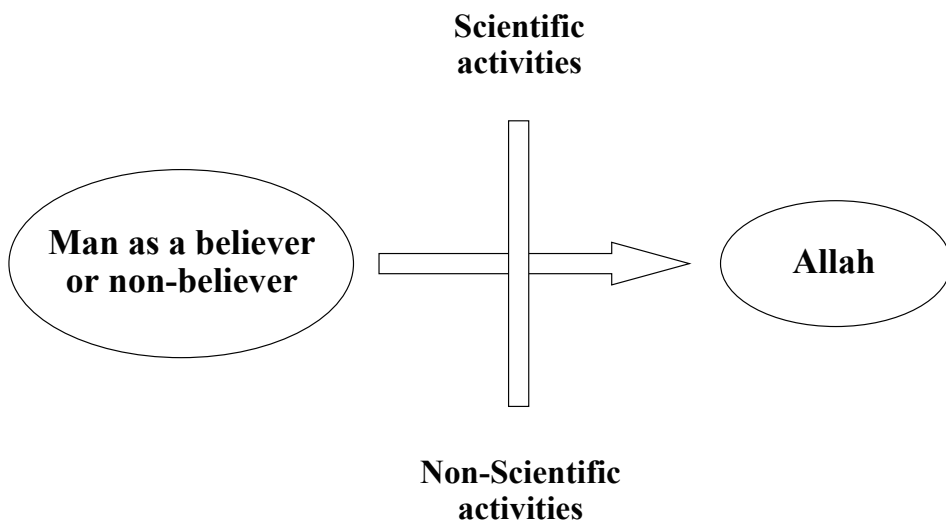 Scientific
activities
Man as a believer
or non-believer
Allah
Non-Scientific
activities